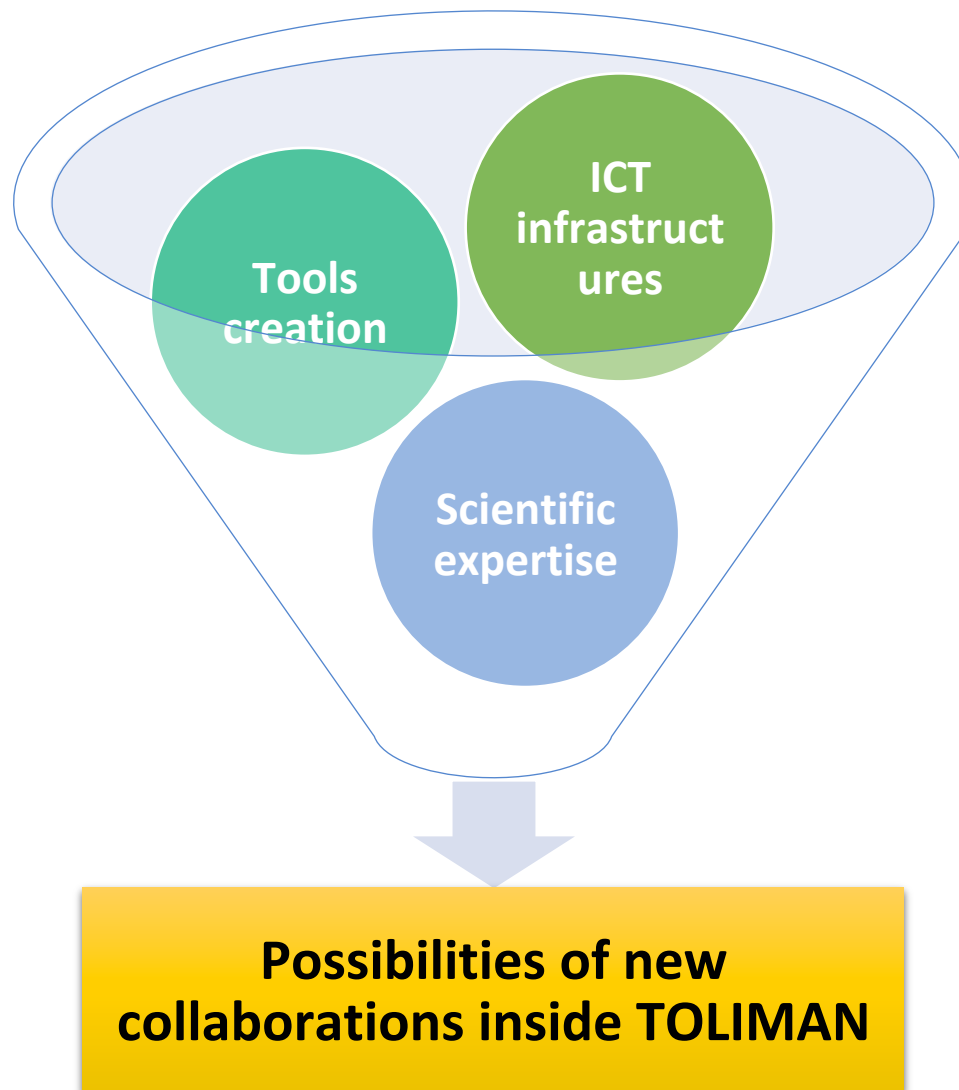 ICT
infrastruct
ures
Tools
creation
Scientific
expertise
Possibilities of new
collaborations inside TOLIMAN